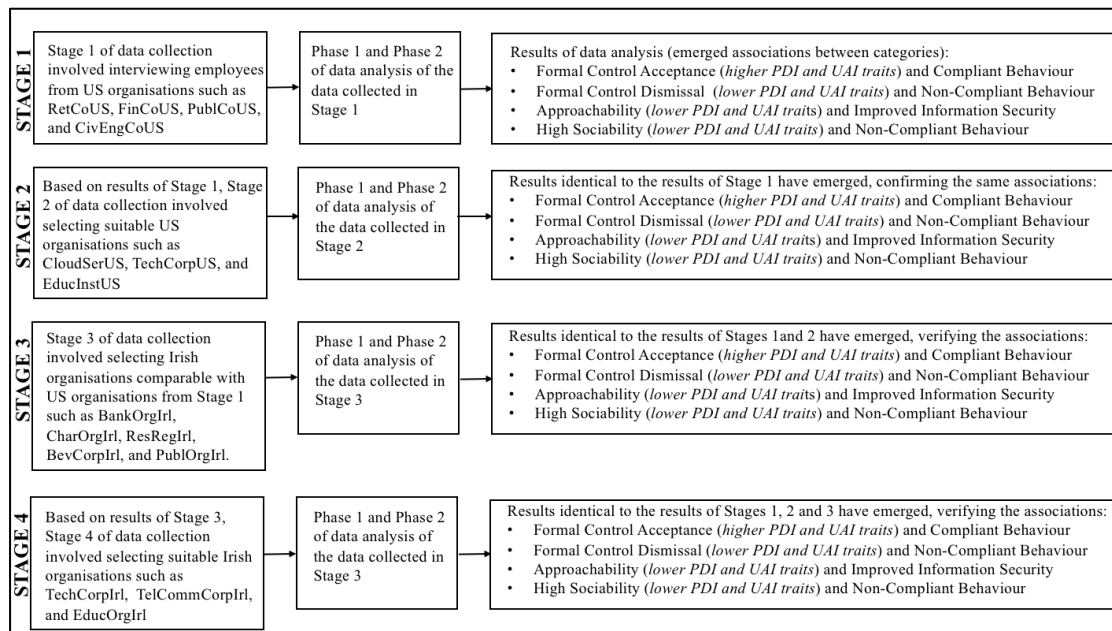 STAGE 1
Stage 1 of data collection
involved interviewing employees
from US organisations such as
RetCoUS, FinCoUS, PublCoUS,
and CivEngCoUS
Phase 1 and Phase 2
of data analysis of the
data collected in
Stage 1
Results of data analysis (emerged associations between categories):
• Formal Control Acceptance (higher PDI and UAI traits) and Compliant Behaviour
• Formal Control Dismissal (lower PDI and UAI traits) and Non-Compliant Behaviour
• Approachability (lower PDI and UAI traits) and Improved Information Security
• High Sociability (lower PDI and UAI traits) and Non-Compliant Behaviour
STAGE 2
Based on results of Stage 1, Stage
2 of data collection involved
selecting suitable US
organisations such as
CloudSerUS, TechCorpUS, and
EducInstUS
Phase 1 and Phase 2
of data analysis of
the data collected in
Stage 2
Results identical to the results of Stage 1 have emerged, confirming the same associations:
• Formal Control Acceptance (higher PDI and UAI traits) and Compliant Behaviour
• Formal Control Dismissal (lower PDI and UAI traits) and Non-Compliant Behaviour
• Approachability (lower PDI and UAI traits) and Improved Information Security
• High Sociability (lower PDI and UAI traits) and Non-Compliant Behaviour
STAGE 3
Stage 3 of data collection
involved selecting Irish
organisations comparable with
US organisations from Stage 1
such as BankOrgIrl,
CharOrgIrl, ResRegIrl,
BevCorpIrl, and PublOrgIrl.
Phase 1 and Phase 2
of data analysis of
the data collected in
Stage 3
Results identical to the results of Stages 1and 2 have emerged, verifying the associations:
• Formal Control Acceptance (higher PDI and UAI traits) and Compliant Behaviour
• Formal Control Dismissal (lower PDI and UAI traits) and Non-Compliant Behaviour
• Approachability (lower PDI and UAI traits) and Improved Information Security
• High Sociability (lower PDI and UAI traits) and Non-Compliant Behaviour
STAGE 4
Based on results of Stage 3,
Stage 4 of data collection
involved selecting suitable Irish
organisations such as
TechCorpIrl, TelCommCorpIrl,
and EducOrgIrl
Phase 1 and Phase 2
of data analysis of
the data collected in
Stage 3
Results identical to the results of Stages 1, 2 and 3 have emerged, verifying the associations:
• Formal Control Acceptance (higher PDI and UAI traits) and Compliant Behaviour
• Formal Control Dismissal (lower PDI and UAI traits) and Non-Compliant Behaviour
• Approachability (lower PDI and UAI traits) and Improved Information Security
• High Sociability (lower PDI and UAI traits) and Non-Compliant Behaviour